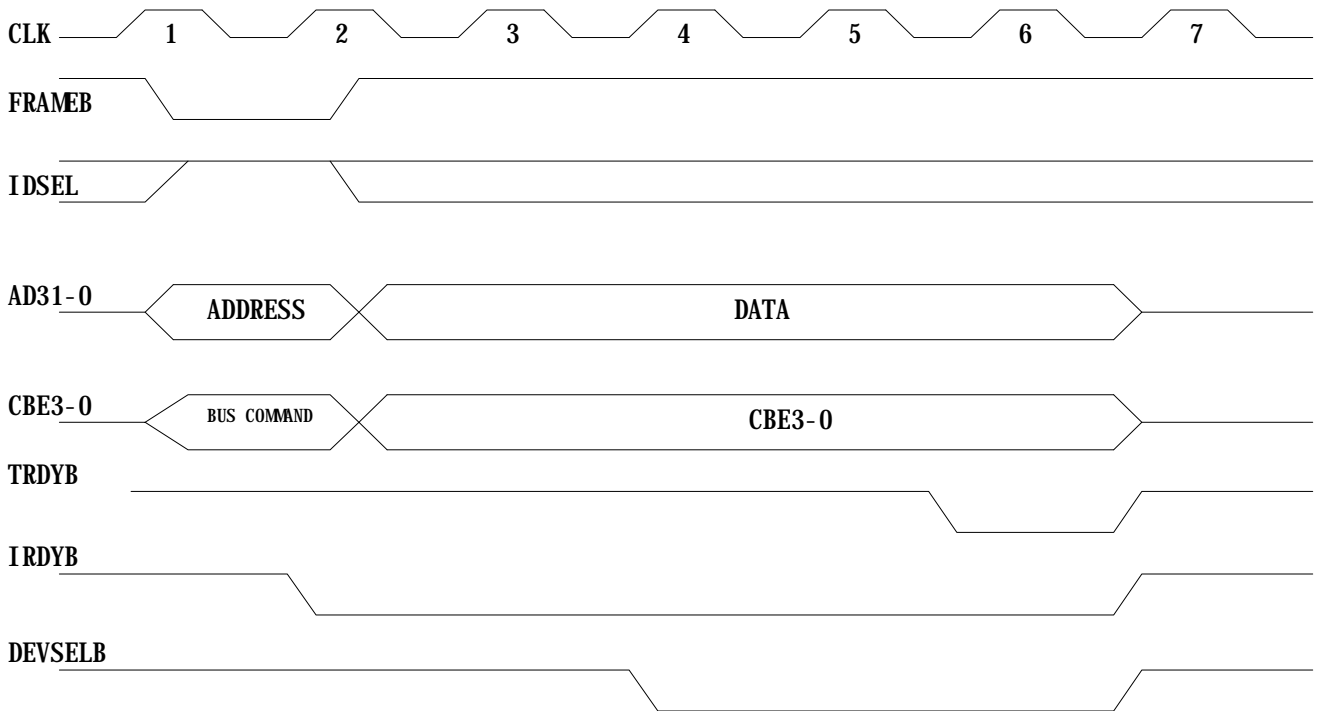 CLK 1 2 3 4 5 6 7
FRAMEB
IDSEL
AD31-0 ADDRESS DATA
CBE3-0 BUS COMMAND CBE3-0
TRDYB
IRDYB
DEVSELB